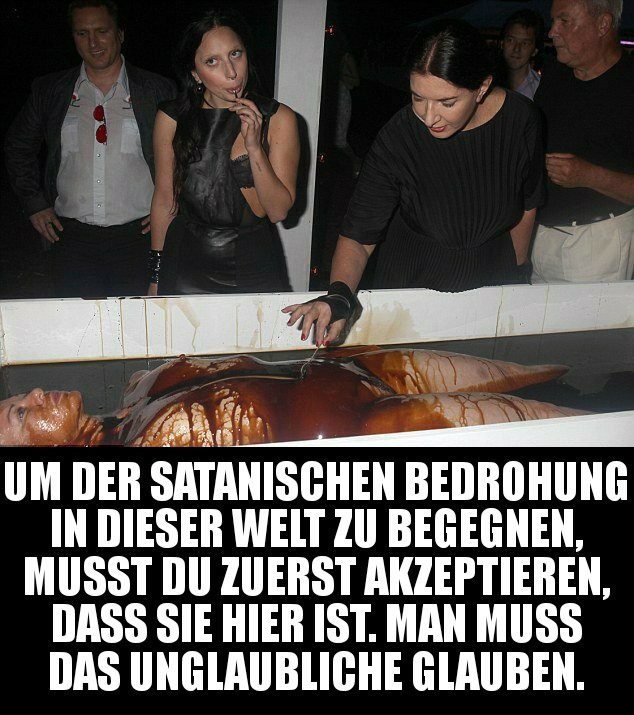 UM DER SATANISCHEN BEDROHUNG
IN DIESER WELT ZU BEGEGNEN,
MUSST DU ZUERST AKZEPTIEREN,
DASS SIE HIER IST. MAN MUSS
DAS UNGLAUBLICHE GLAUBEN.